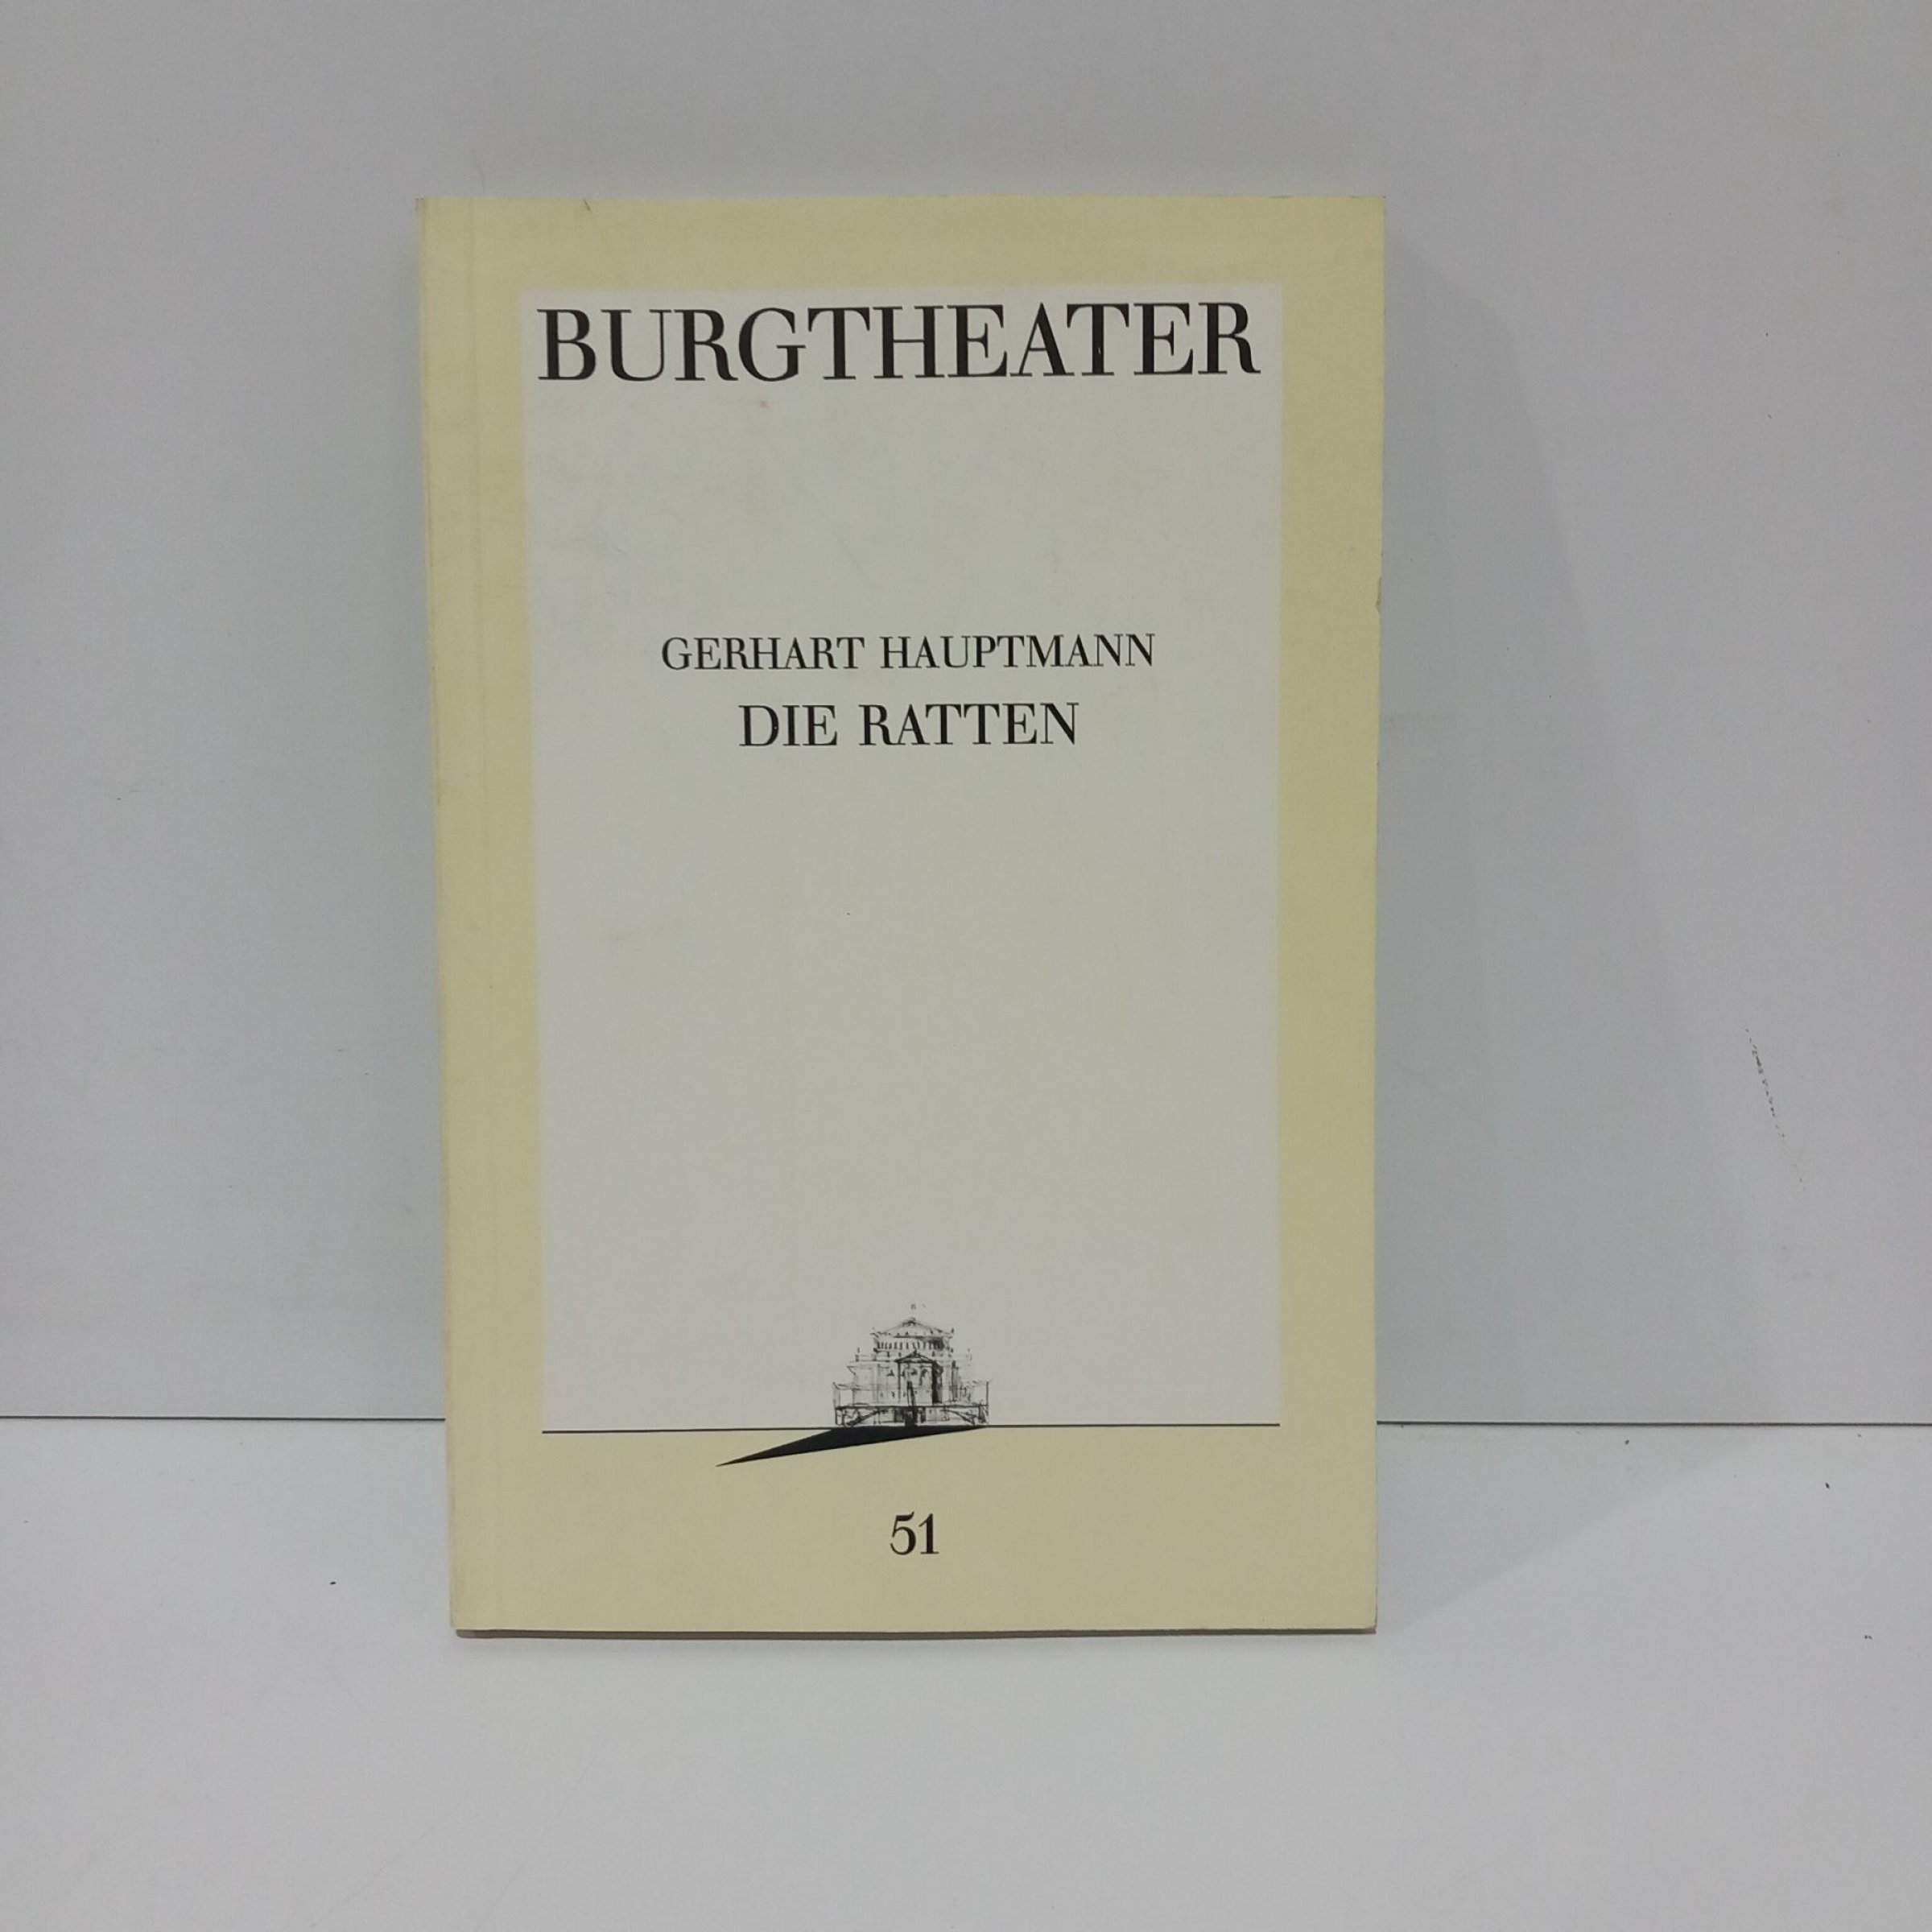 BURGTHEATER
GERHART HAUPTMANN
DIE RATTEN
51